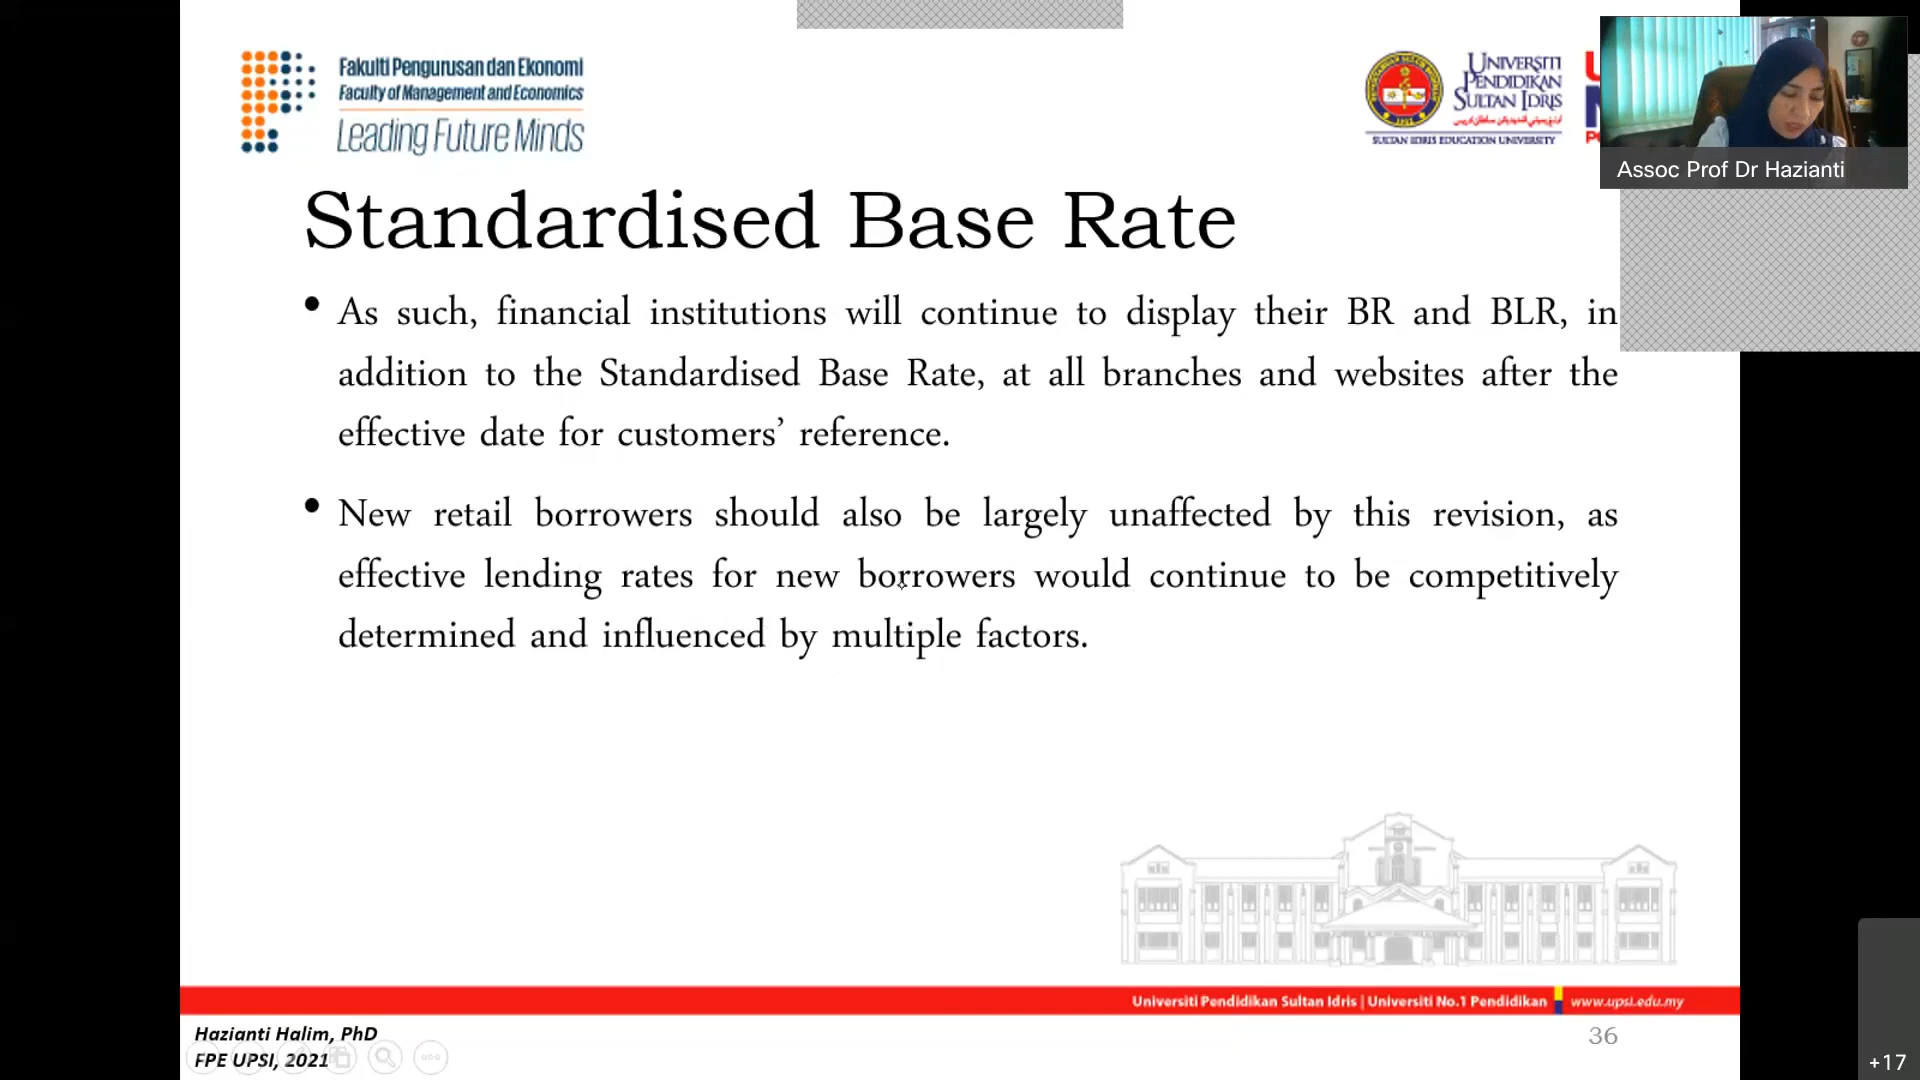 Fakulti Pengurusan dan Ekonomi
Faculty of Management and Economics
Leading Future Minds
UNIVERSITI
PENDIDIKAN
SULTAN IDRIS
اونيۏرسيتي ڤنديديقن سلطان ادريس
SULTAN IDRIS EDUCATION UNIVERSITY
Assoc Prof Dr Hazianti
Standardised Base Rate
• As such, financial institutions will continue to display their BR and BLR, in
addition to the Standardised Base Rate, at all branches and websites after the
effective date for customers’ reference.
• New retail borrowers should also be largely unaffected by this revision, as
effective lending rates for new borrowers would continue to be competitively
determined and influenced by multiple factors.
Universiti Pendidikan Sultan Idris | Universiti No.1 Pendidikan
www.upsi.edu.my
Hazianti Halim, PhD
FPE UPSI, 2021
36
+17